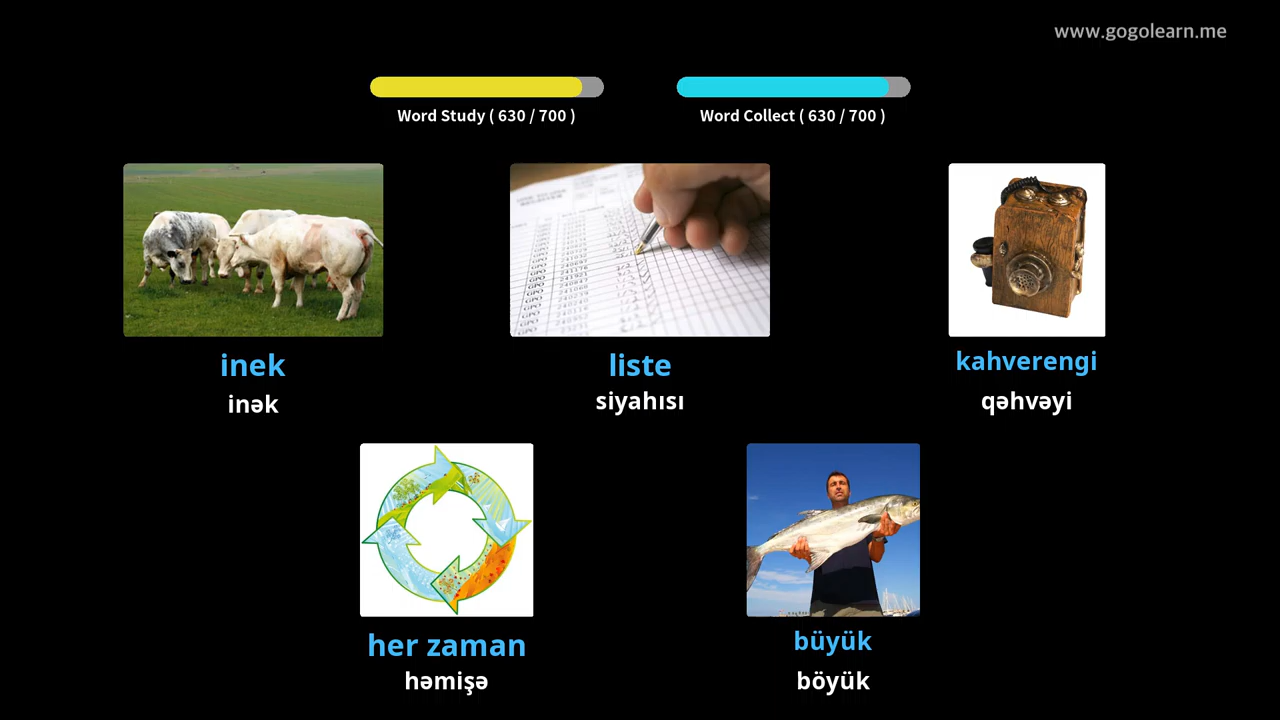 www.gogolearn.me
Word Study ( 630 / 700 )
Word Collect ( 630 / 700 )
inek
inək
liste
siyahısı
kahverengi
qəhvəyi
her zaman
həmişə
büyük
böyük